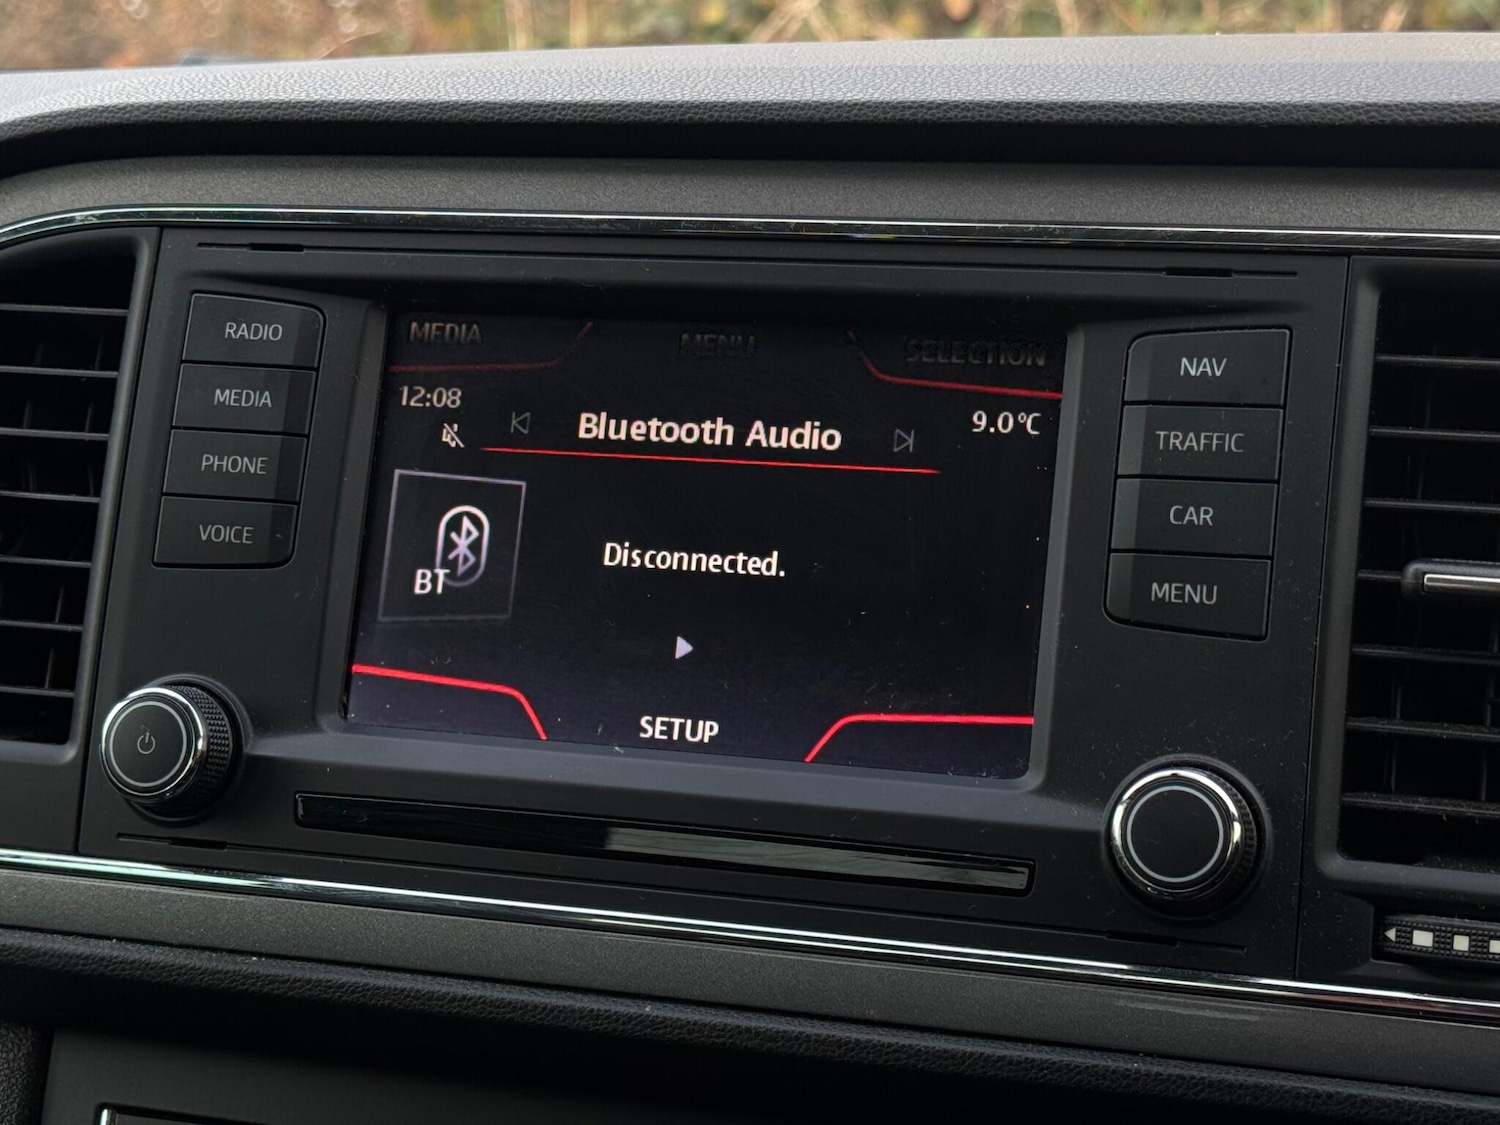 RADIO
MEDIA
PHONE
VOICE
MEDIA MENU SELECTION
12:08 Bluetooth Audio 9.0°C
BT
Disconnected.
SETUP
NAV
TRAFFIC
CAR
MENU